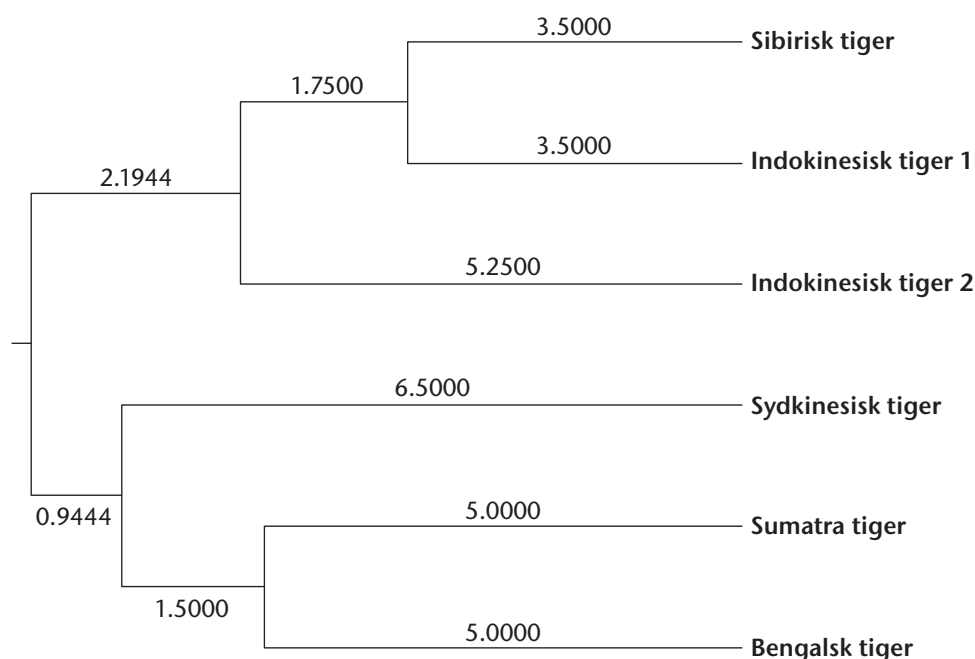 3.5000
Sibirisk tiger
1.7500
3.5000
Indokinesisk tiger 1
2.1944
5.2500
Indokinesisk tiger 2
6.5000
Sydkinesisk tiger
0.9444
5.0000
Sumatra tiger
1.5000
5.0000
Bengalsk tiger